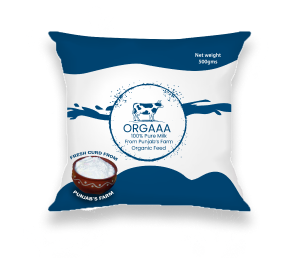 Net weight
500gms
ORGAAA
100% Pure Milk
From Punjab's Farm
Organic Feed
FRESH CURD FROM
PUNJAB'S FARM